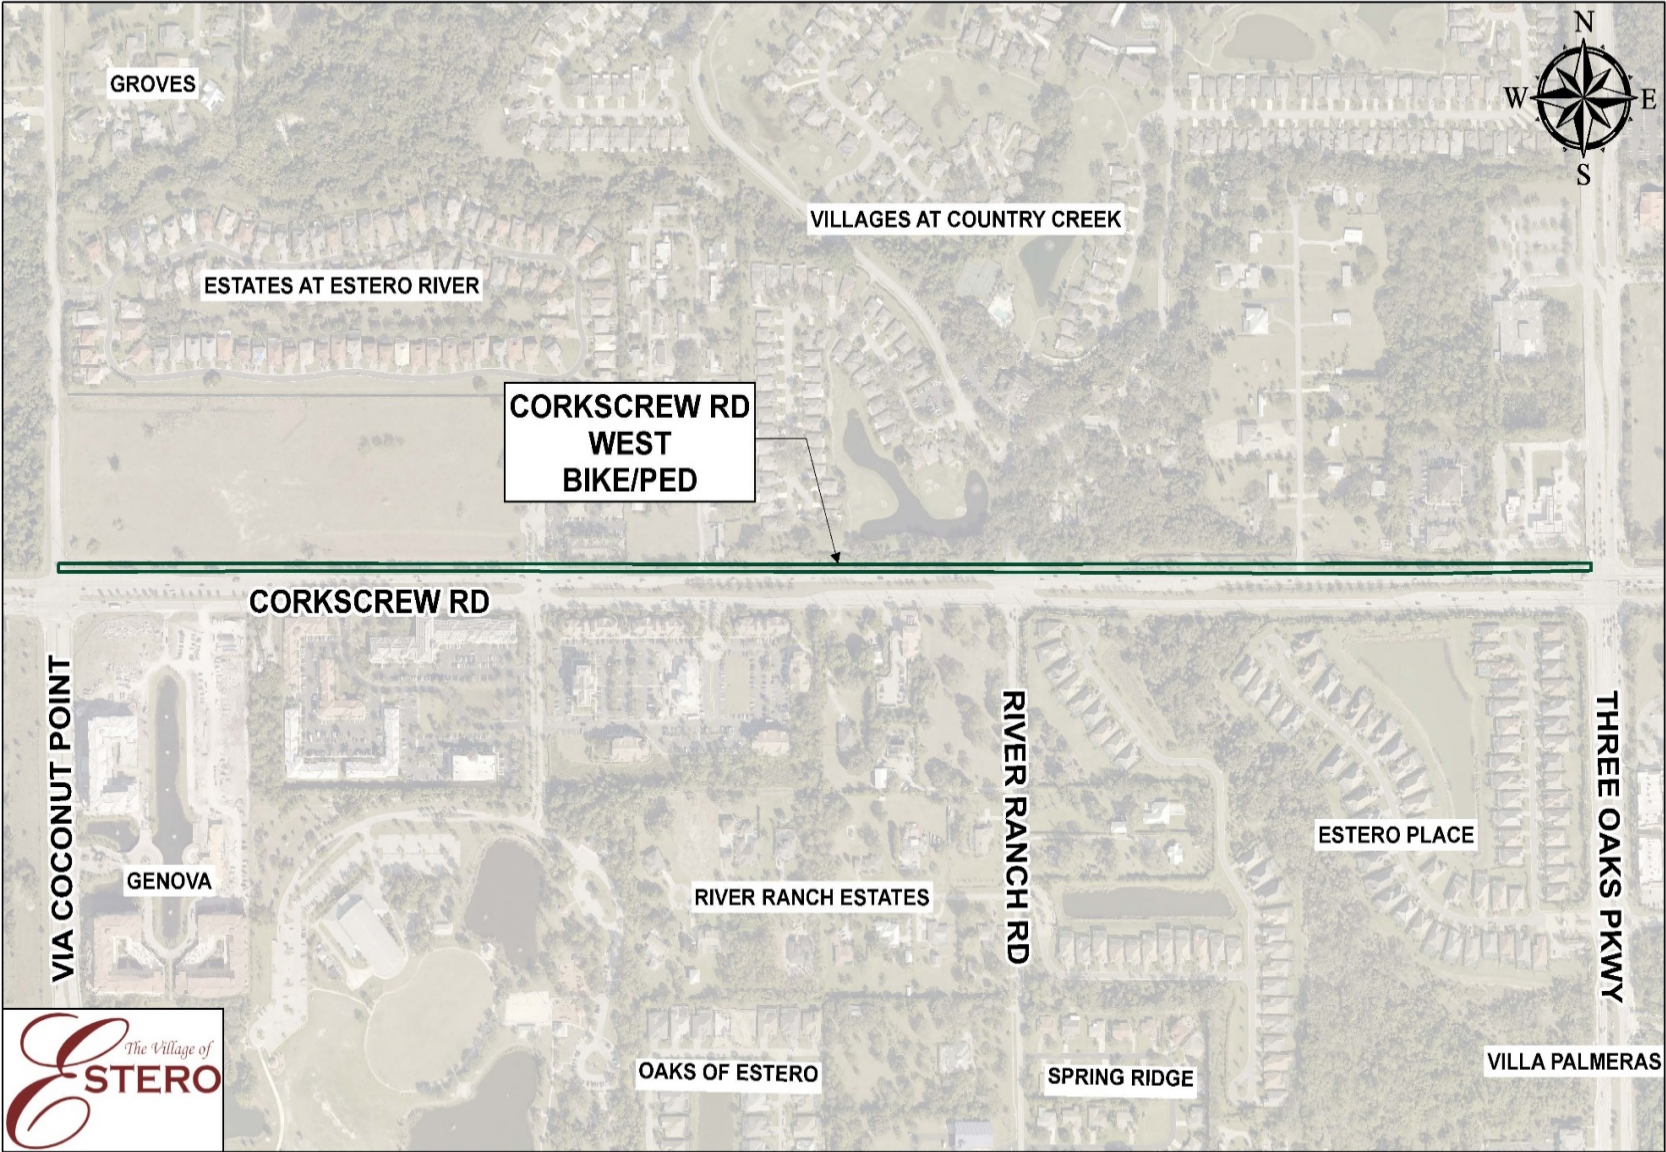 N
GROVES
W
E
S
VILLAGES AT COUNTRY CREEK
ESTATES AT ESTERO RIVER
CORKSCREW RD
WEST
BIKE/PED
CORKSCREW RD
VIA COCONUT POINT
RIVER RANCH RD
THREE OAKS PKWY
ESTERO PLACE
GENOVA
RIVER RANCH ESTATES
The Village of
ESTERO
OAKS OF ESTERO
SPRING RIDGE
VILLA PALMERAS